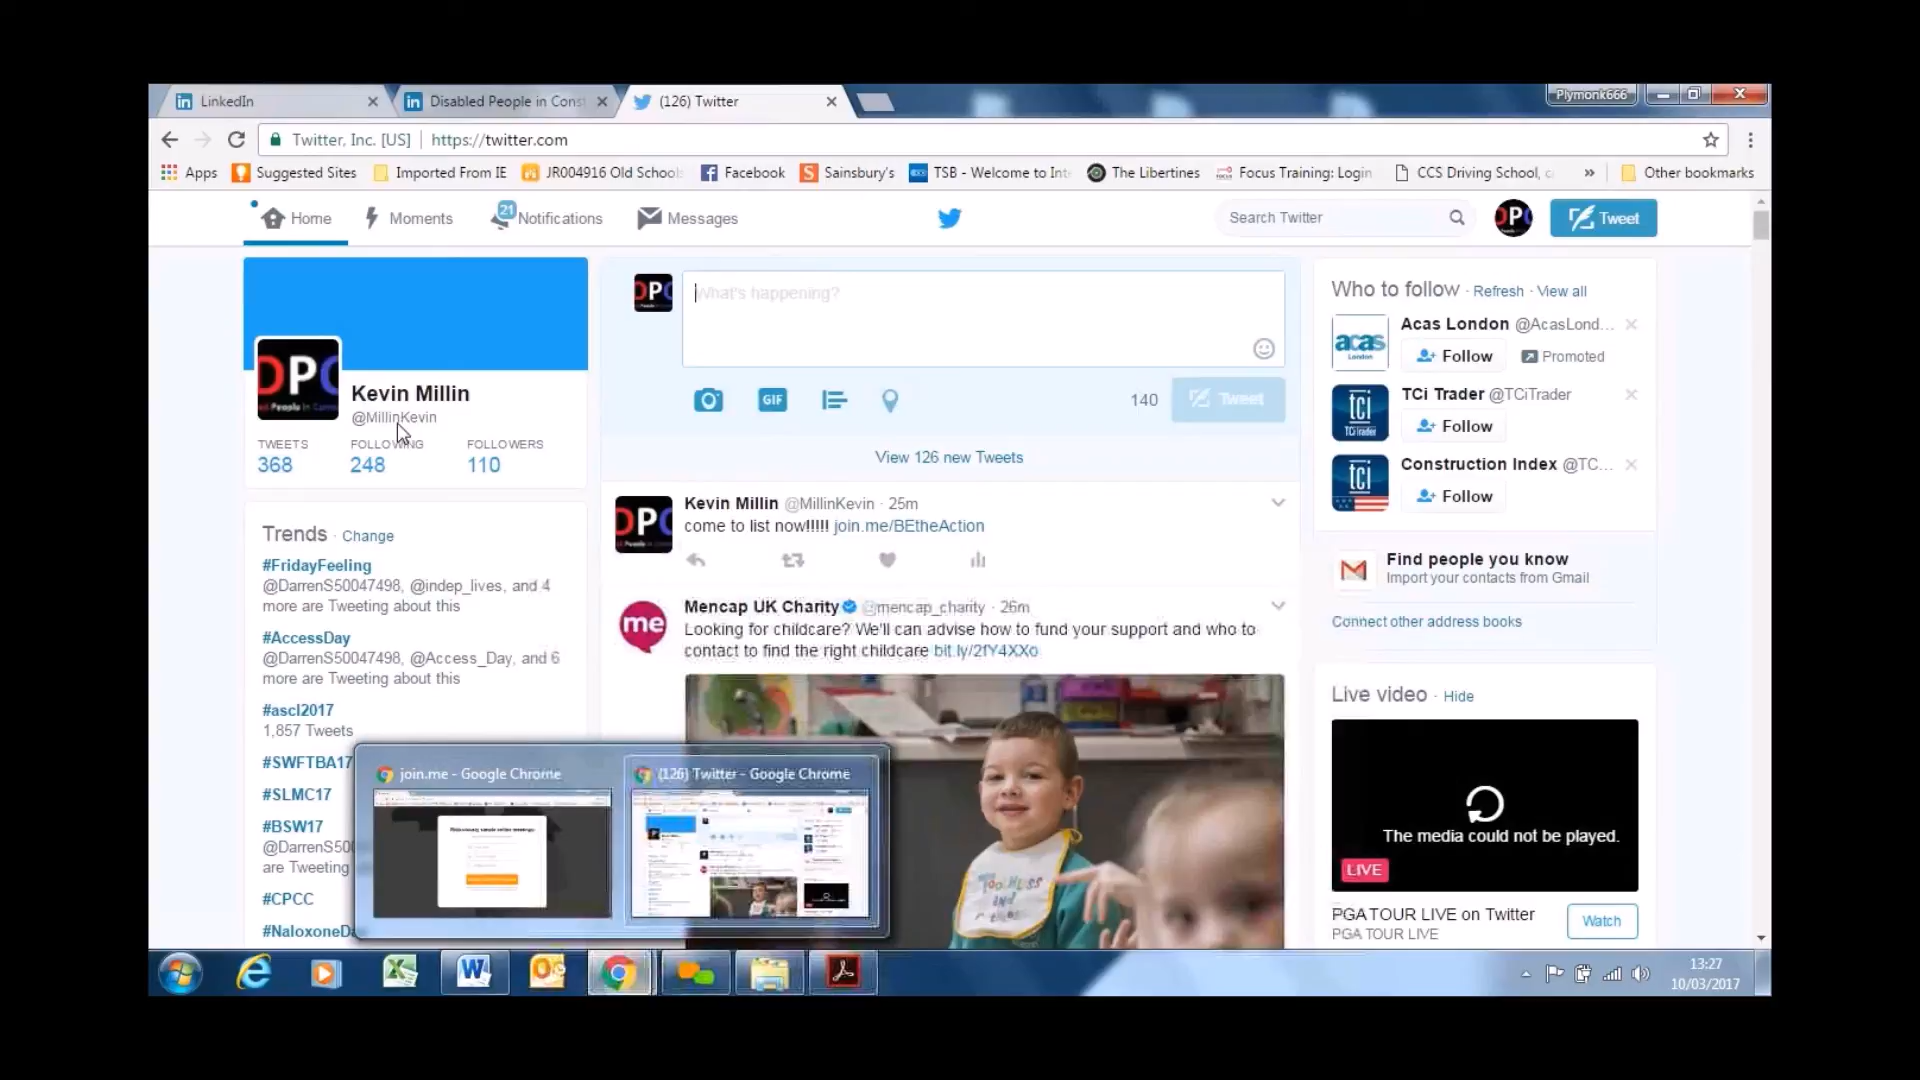 LinkedIn
Disabled People in Const
(126) Twitter
Plymonk666
Twitter, Inc. [US]
https://twitter.com
Apps
Suggested Sites
Imported From IE
JR004916 Old School
Facebook
Sainsbury's
TSB - Welcome to Int
The Libertines
Focus Training: Login
CCS Driving School, c
»
Other bookmarks
Home
Moments
21
Notifications
Messages
Search Twitter
Tweet
Kevin Millin
@MillinKevin
TWEETS
FOLLOWING
FOLLOWERS
368
248
110
Trends · Change
#FridayFeeling
@DarrenS50047498, @indep_lives, and 4
more are Tweeting about this
#AccessDay
@DarrenS50047498, @Access_Day, and 6
more are Tweeting about this
#ascl2017
1,857 Tweets
#SWFTBA17
#SLMC17
#BSW17
@DarrenS500
are Tweeting
#CPCC
#NaloxoneDa
What's happening?
GIF
140
Tweet
View 126 new Tweets
Kevin Millin @MillinKevin · 25m
come to list now!!!!! join.me/BEtheAction
Mencap UK Charity @mencap_charity · 26m
Looking for childcare? We'll can advise how to fund your support and who to
contact to find the right childcare bit.ly/2fY4XXo
me
Who to follow · Refresh · View all
Acas London @AcasLond...
acas
London
Follow
Promoted
TCi Trader @TCiTrader
tci
TCiTrader
Follow
Construction Index @TC...
tci
Follow
Find people you know
Import your contacts from Gmail
Connect other address books
Live video · Hide
The media could not be played.
LIVE
PGA TOUR LIVE on Twitter
PGA TOUR LIVE
Watch
join.me - Google Chrome
(126) Twitter - Google Chrome
13:27
10/03/2017